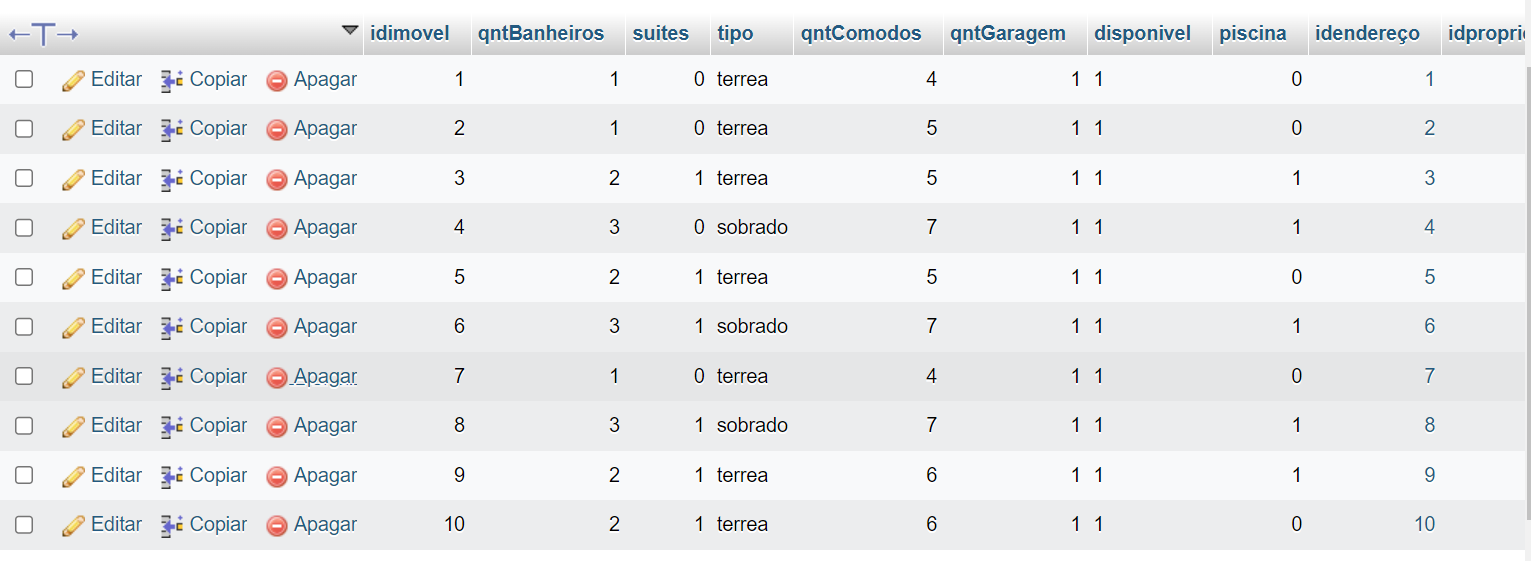 idimovel qntBanheiros suites tipo qntComodos qntGaragem disponivel piscina idendereço idproprie
Editar Copiar Apagar 1 1 0 terrea 4 1 1 0 1
Editar Copiar Apagar 2 1 0 terrea 5 1 1 0 2
Editar Copiar Apagar 3 2 1 terrea 5 1 1 1 3
Editar Copiar Apagar 4 3 0 sobrado 7 1 1 1 4
Editar Copiar Apagar 5 2 1 terrea 5 1 1 0 5
Editar Copiar Apagar 6 3 1 sobrado 7 1 1 1 6
Editar Copiar Apagar 7 1 0 terrea 4 1 1 0 7
Editar Copiar Apagar 8 3 1 sobrado 7 1 1 1 8
Editar Copiar Apagar 9 2 1 terrea 6 1 1 1 9
Editar Copiar Apagar 10 2 1 terrea 6 1 1 0 10